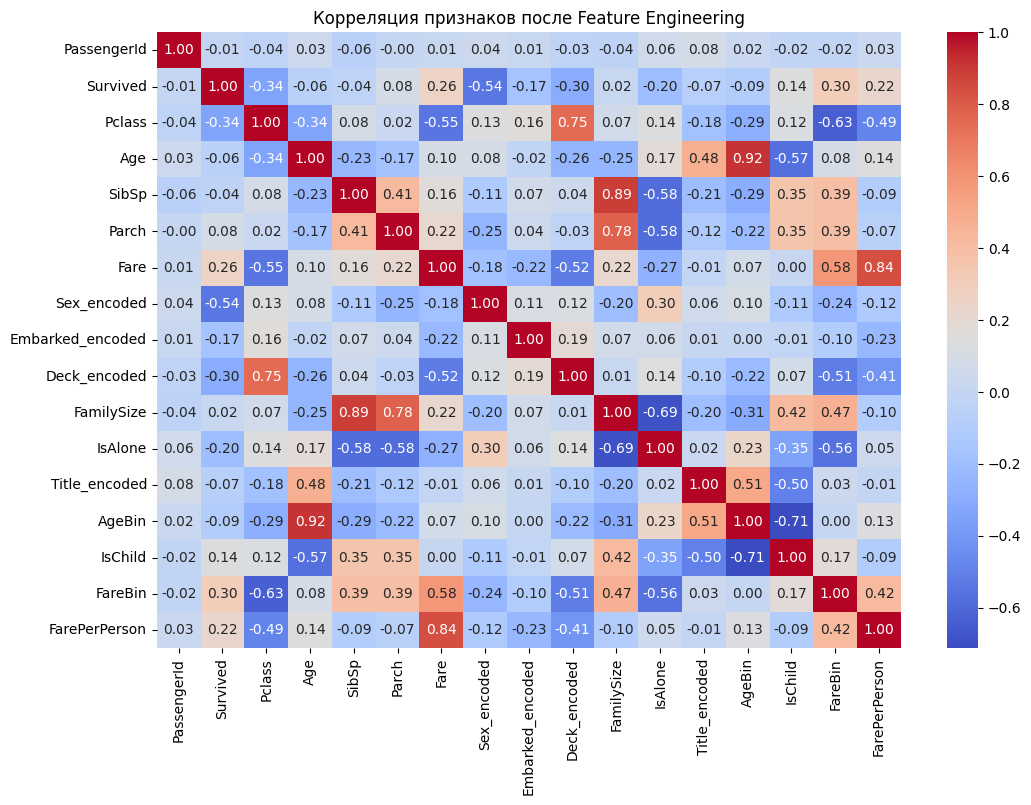 Корреляция признаков после Feature Engineering
PassengerId 1.00 -0.01 -0.04 0.03 -0.06 -0.00 0.01 0.04 0.01 -0.03 -0.04 0.06 0.08 0.02 -0.02 -0.02 0.03
Survived -0.01 1.00 -0.34 -0.06 -0.04 0.08 0.26 -0.54 -0.17 -0.30 0.02 -0.20 -0.07 -0.09 0.14 0.30 0.22
Pclass -0.04 -0.34 1.00 -0.34 0.08 0.02 -0.55 0.13 0.16 0.75 0.07 0.14 -0.18 -0.29 0.12 -0.63 -0.49
Age 0.03 -0.06 -0.34 1.00 -0.23 -0.17 0.10 0.08 -0.02 -0.26 -0.25 0.17 0.48 0.92 -0.57 0.08 0.14
SibSp -0.06 -0.04 0.08 -0.23 1.00 0.41 0.16 -0.11 0.07 0.04 0.89 -0.58 -0.21 -0.29 0.35 0.39 -0.09
Parch -0.00 0.08 0.02 -0.17 0.41 1.00 0.22 -0.25 0.04 -0.03 0.78 -0.58 -0.12 -0.22 0.35 0.39 -0.07
Fare 0.01 0.26 -0.55 0.10 0.16 0.22 1.00 -0.18 -0.22 -0.52 0.22 -0.27 -0.01 0.07 0.00 0.58 0.84
Sex_encoded 0.04 -0.54 0.13 0.08 -0.11 -0.25 -0.18 1.00 0.11 0.12 -0.20 0.30 0.06 0.10 -0.11 -0.24 -0.12
Embarked_encoded 0.01 -0.17 0.16 -0.02 0.07 0.04 -0.22 0.11 1.00 0.19 0.07 0.06 0.01 0.00 -0.01 -0.10 -0.23
Deck_encoded -0.03 -0.30 0.75 -0.26 0.04 -0.03 -0.52 0.12 0.19 1.00 0.01 0.14 -0.10 -0.22 0.07 -0.51 -0.41
FamilySize -0.04 0.02 0.07 -0.25 0.89 0.78 0.22 -0.20 0.07 0.01 1.00 -0.69 -0.20 -0.31 0.42 0.47 -0.10
IsAlone 0.06 -0.20 0.14 0.17 -0.58 -0.58 -0.27 0.30 0.06 0.14 -0.69 1.00 0.02 0.23 -0.35 -0.56 0.05
Title_encoded 0.08 -0.07 -0.18 0.48 -0.21 -0.12 -0.01 0.06 0.01 -0.10 -0.20 0.02 1.00 0.51 -0.50 0.03 -0.01
AgeBin 0.02 -0.09 -0.29 0.92 -0.29 -0.22 0.07 0.10 0.00 -0.22 -0.31 0.23 0.51 1.00 -0.71 0.00 0.13
IsChild -0.02 0.14 0.12 -0.57 0.35 0.35 0.00 -0.11 -0.01 0.07 0.42 -0.35 -0.50 -0.71 1.00 0.17 -0.09
FareBin -0.02 0.30 -0.63 0.08 0.39 0.39 0.58 -0.24 -0.10 -0.51 0.47 -0.56 0.03 0.00 0.17 1.00 0.42
FarePerPerson 0.03 0.22 -0.49 0.14 -0.09 -0.07 0.84 -0.12 -0.23 -0.41 -0.10 0.05 -0.01 0.13 -0.09 0.42 1.00
PassengerId
Survived
Pclass
Age
SibSp
Parch
Fare
Sex_encoded
Embarked_encoded
Deck_encoded
FamilySize
IsAlone
Title_encoded
AgeBin
IsChild
FareBin
FarePerPerson
1.0
0.8
0.6
0.4
0.2
0.0
−0.2
−0.4
−0.6